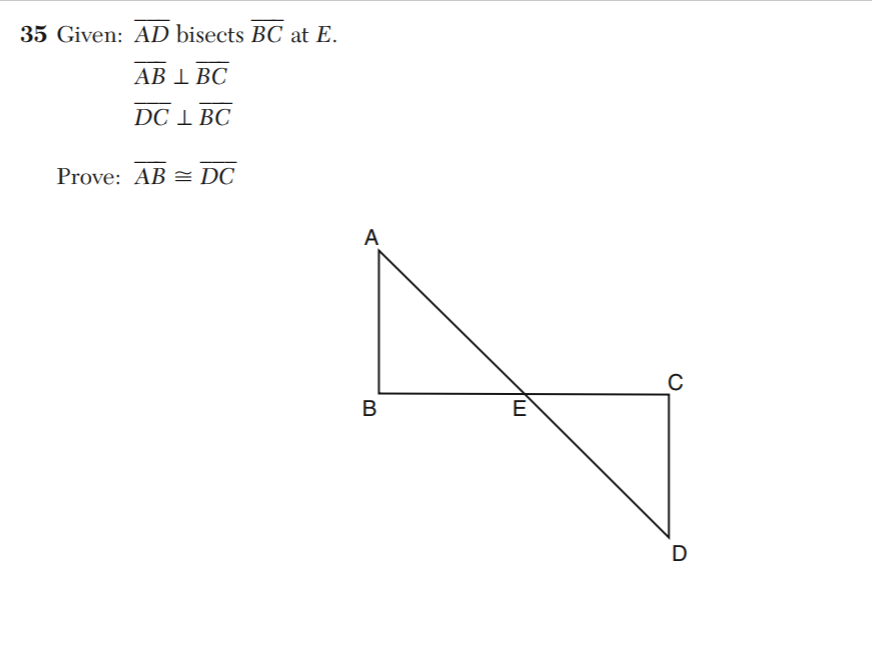 35 Given: AD bisects BC at E.
AB ⊥ BC
DC ⊥ BC
Prove: AB ≅ DC
A
C
B
E
D